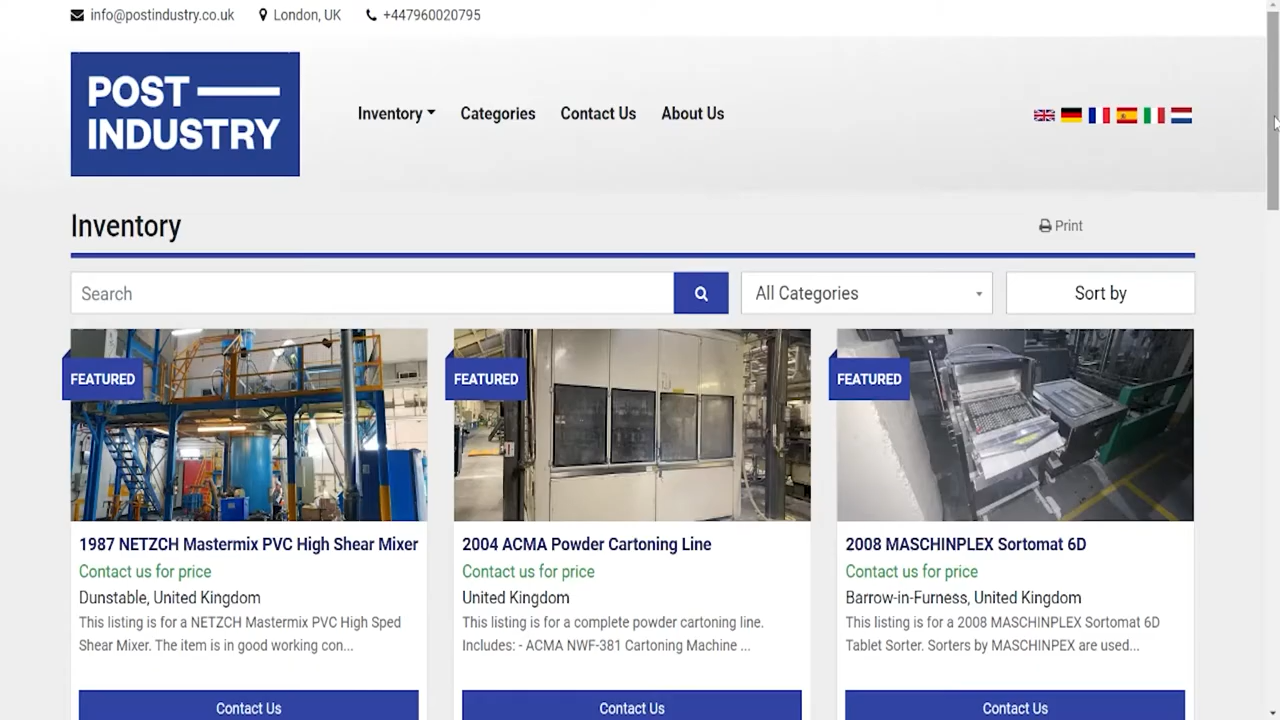 info@postindustry.co.uk London, UK +447960020795
POST
INDUSTRY
Inventory Categories Contact Us About Us
Inventory
Print
Search All Categories Sort by
FEATURED FEATURED FEATURED
1987 NETZCH Mastermix PVC High Shear Mixer
Contact us for price
Dunstable, United Kingdom
This listing is for a NETZCH Mastermix PVC High Sped
Shear Mixer. The item is in good working con...
Contact Us
2004 ACMA Powder Cartoning Line
Contact us for price
United Kingdom
This listing is for a complete powder cartoning line.
Includes: - ACMA NWF-381 Cartoning Machine ...
Contact Us
2008 MASCHINPLEX Sortomat 6D
Contact us for price
Barrow-in-Furness, United Kingdom
This listing is for a 2008 MASCHINPLEX Sortomat 6D
Tablet Sorter. Sorters by MASCHINPEX are used...
Contact Us